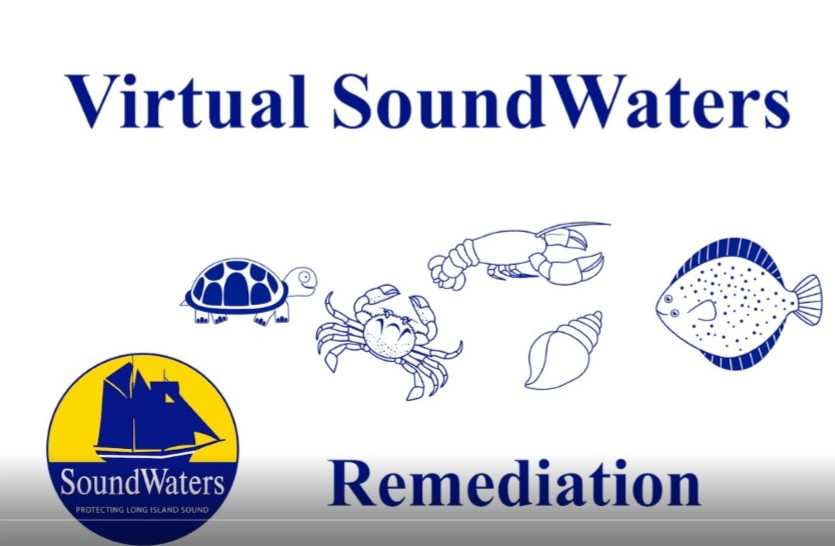 Virtual SoundWaters
SoundWaters
PROTECTING LONG ISLAND SOUND
Remediation